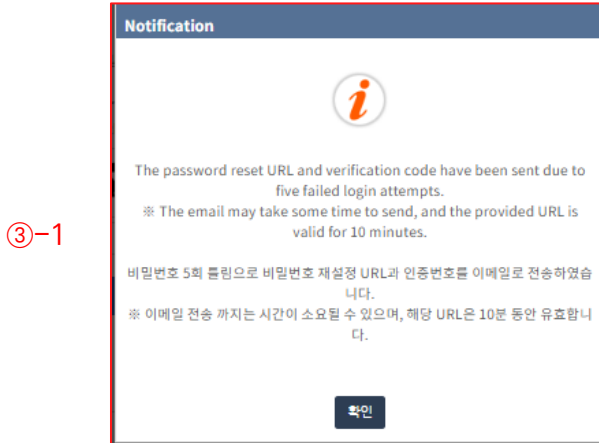 Notification
The password reset URL and verification code have been sent due to
five failed login attempts.
※ The email may take some time to send, and the provided URL is
valid for 10 minutes.
③-1
비밀번호 5회 틀림으로 비밀번호 재설정 URL과 인증번호를 이메일로 전송하였습
니다.
※ 이메일 전송 까지는 시간이 소요될 수 있으며, 해당 URL은 10분 동안 유효합니
다.
확인